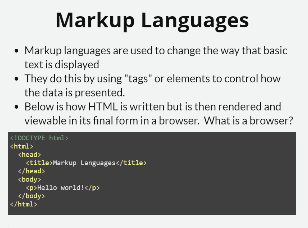 Markup Languages
• Markup languages are used to change the way that basic
text is displayed
• They do this by using "tags" or elements to control how
the data is presented.
• Below is how HTML is written but is then rendered and
viewable in its final form in a browser. What is a browser?
<!DOCTYPE html>
<html>
  <head>
    <title>Markup Languages</title>
  </head>
  <body>
    <p>Hello world!</p>
  </body>
</html>